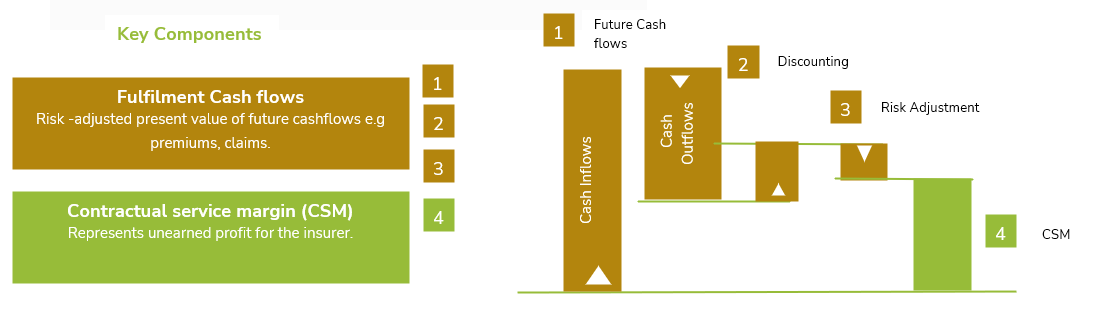 Key Components
Fulfilment Cash flows
Risk -adjusted present value of future cashflows e.g
premiums, claims.
1
2
3
Contractual service margin (CSM)
Represents unearned profit for the insurer.
4
1
Future Cash
flows
Cash Inflows
Cash
Outflows
2
Discounting
3
Risk Adjustment
4
CSM